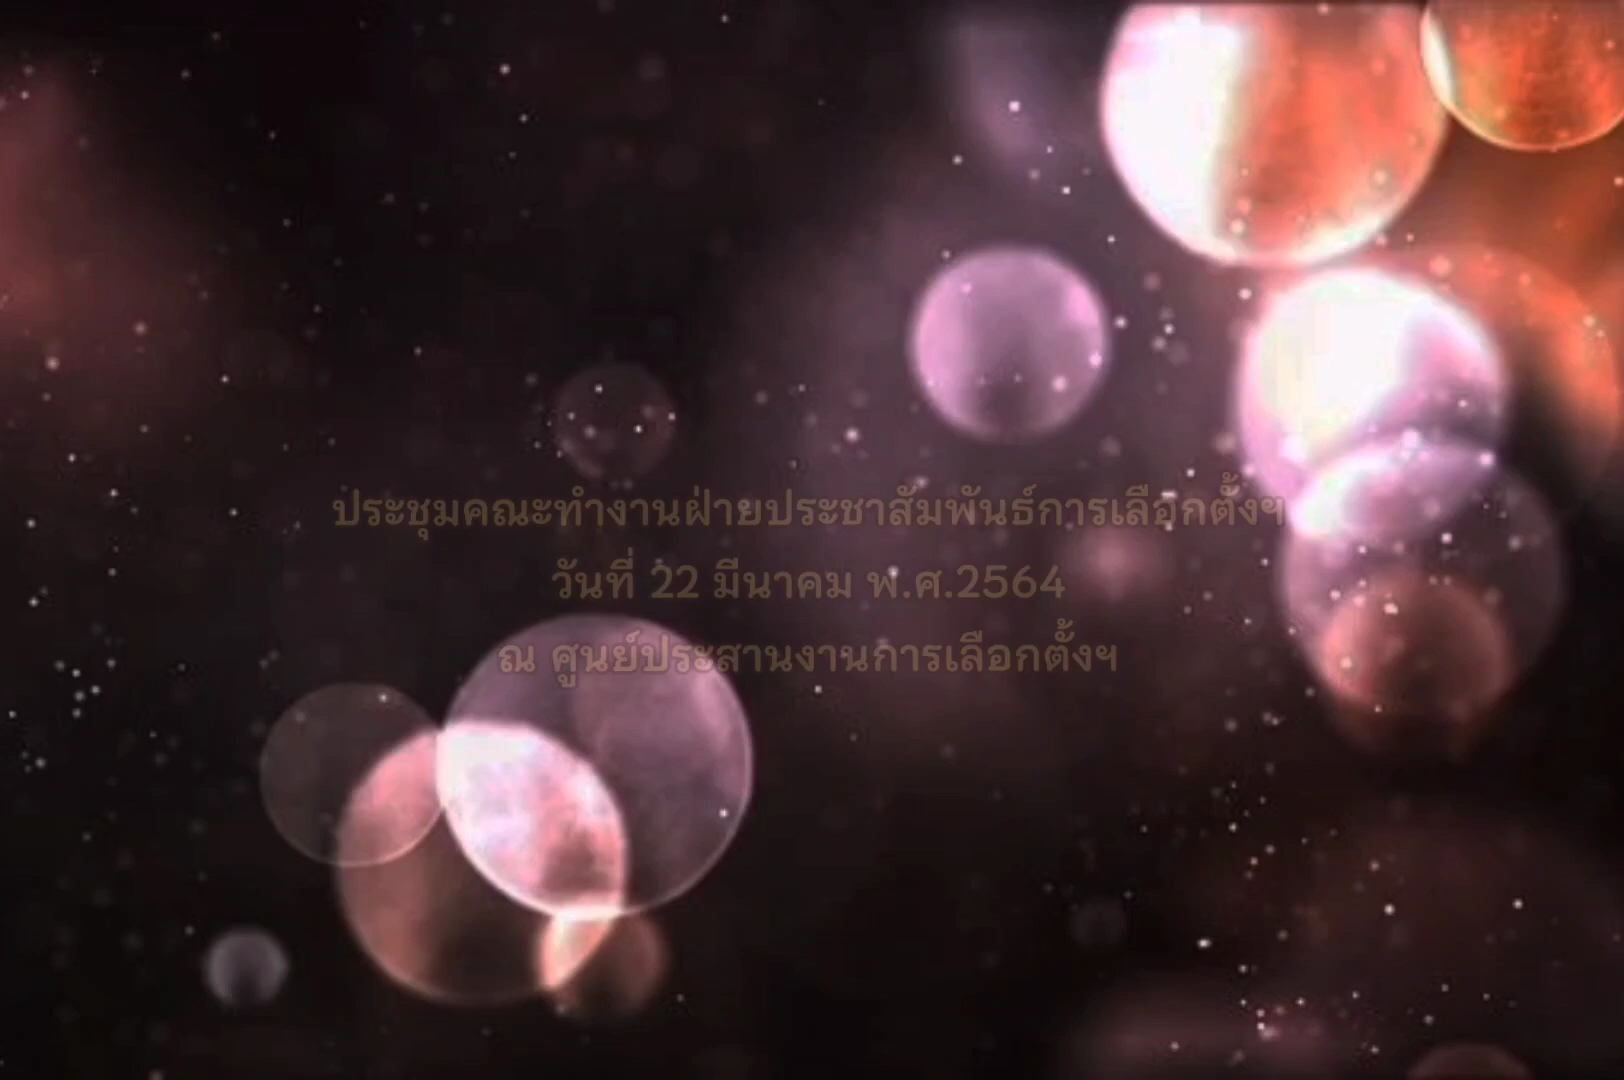 ประชุมคณะทำงานฝ่ายประชาสัมพันธ์การเลือกตั้งฯ
วันที่ 22 มีนาคม พ.ศ.2564
ณ ศูนย์ประสานงานการเลือกตั้งฯ